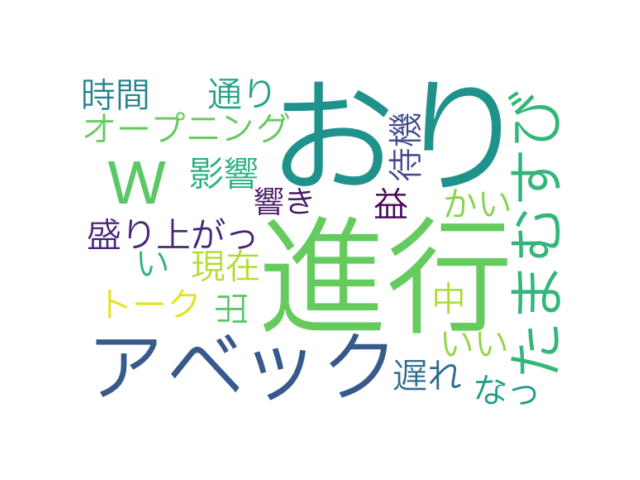 時間
通り
おり
オープニング
待機
たまむすび
W
影響
響き
益
かい
盛り上がっ
進行
い
現在
トーク
田
中
アベック
いい
遅れ
なっ